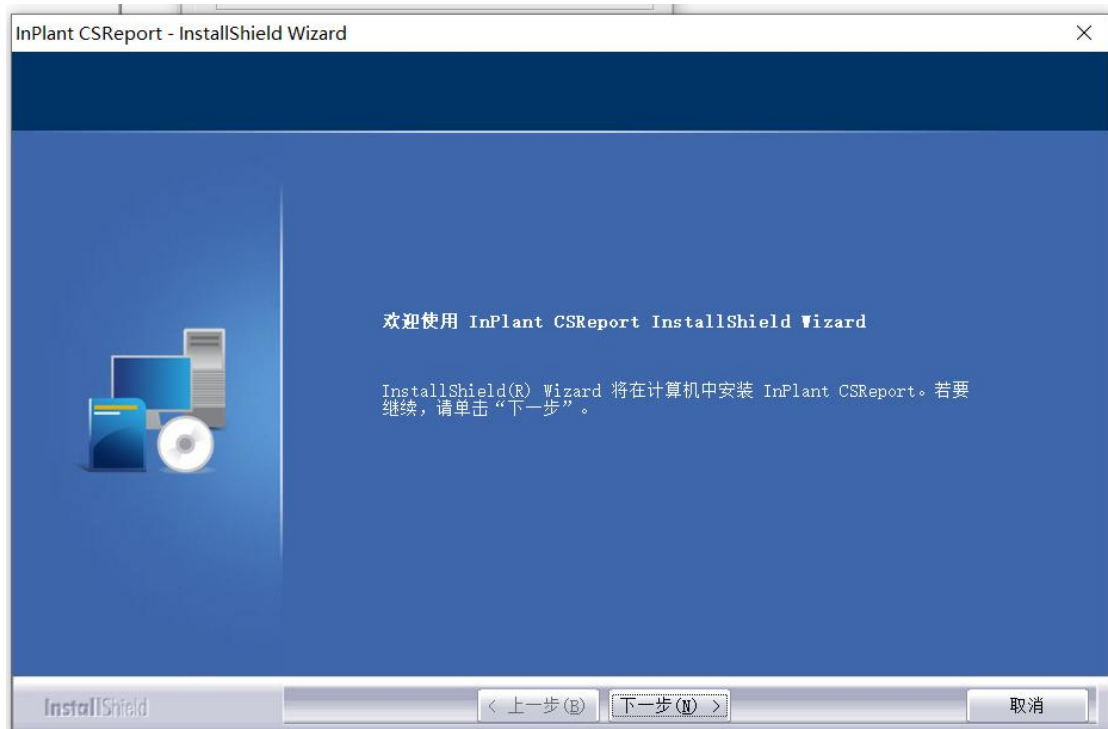 InPlant CSReport - InstallShield Wizard
欢迎使用 InPlant CSReport InstallShield Wizard
InstallShield(R) Wizard 将在计算机中安装 InPlant CSReport。若要
继续，请单击“下一步”。
InstallShield
< 上一步(B)
下一步(N) >
取消